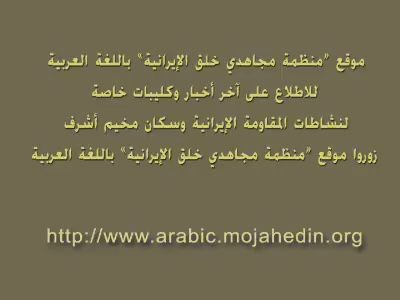 موقع "منظمة مجاهدي خلق الإيرانية" باللغة العربية
للاطلاع على آخر أخبار وكليبات خاصة
لنشاطات المقاومة الإيرانية وسكان مخيم أشرف
زوروا موقع "منظمة مجاهدي خلق الإيرانية" باللغة العربية
http://www.arabic.mojahedin.org